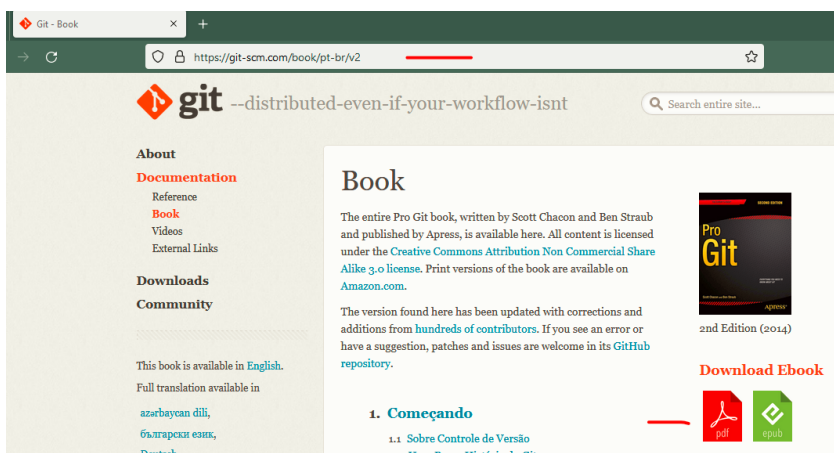 Git - Book
https://git-scm.com/book/pt-br/v2
git --distributed-even-if-your-workflow-isnt
Search entire site...
About
Documentation
Reference
Book
Videos
External Links
Downloads
Community
This book is available in English.
Full translation available in
azərbaycan dili,
български език,
Book
The entire Pro Git book, written by Scott Chacon and Ben Straub
and published by Apress, is available here. All content is licensed
under the Creative Commons Attribution Non Commercial Share
Alike 3.0 license. Print versions of the book are available on
Amazon.com.
The version found here has been updated with corrections and
additions from hundreds of contributors. If you see an error or
have a suggestion, patches and issues are welcome in its GitHub
repository.
1. Começando
1.1 Sobre Controle de Versão
Pro
Git
Apress
2nd Edition (2014)
Download Ebook
pdf
epub